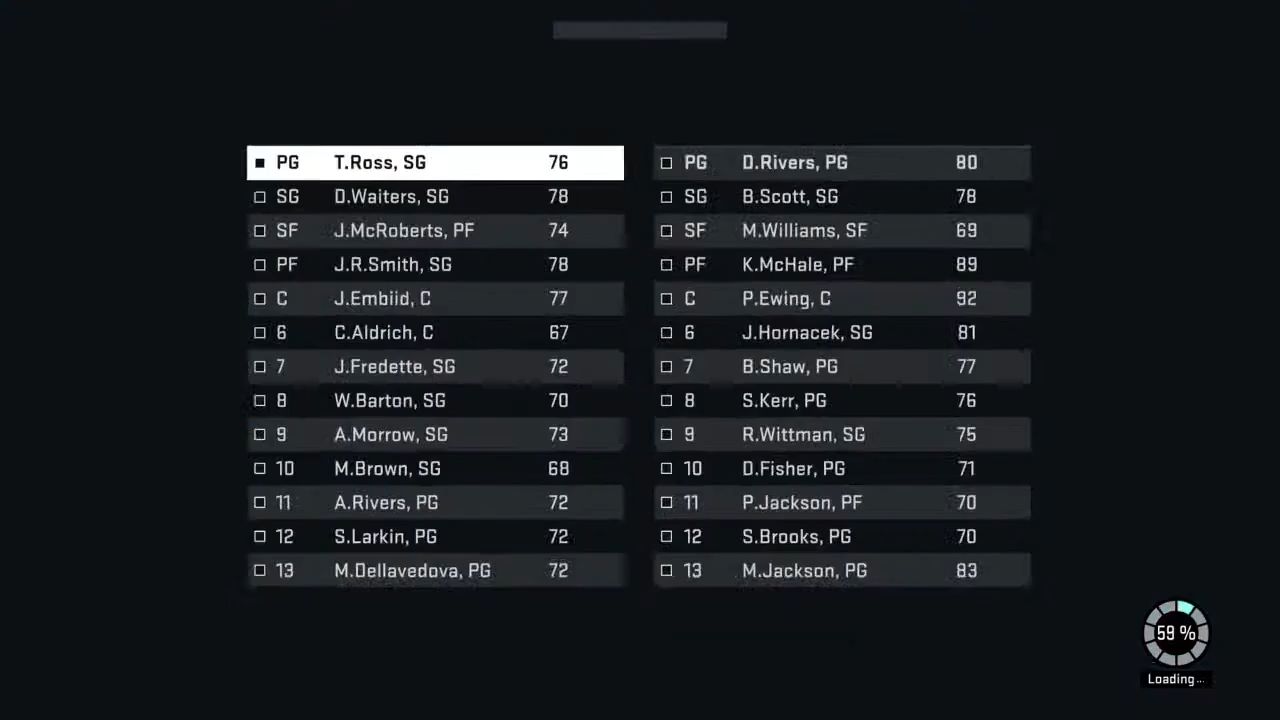 PG T.Ross, SG 76
SG D.Waiters, SG 78
SF J.McRoberts, PF 74
PF J.R.Smith, SG 78
C J.Embiid, C 77
6 C.Aldrich, C 67
7 J.Fredette, SG 72
8 W.Barton, SG 70
9 A.Morrow, SG 73
10 M.Brown, SG 68
11 A.Rivers, PG 72
12 S.Larkin, PG 72
13 M.Dellavedova, PG 72
PG D.Rivers, PG 80
SG B.Scott, SG 78
SF M.Williams, SF 69
PF K.McHale, PF 89
C P.Ewing, C 92
6 J.Hornacek, SG 81
7 B.Shaw, PG 77
8 S.Kerr, PG 76
9 R.Wittman, SG 75
10 D.Fisher, PG 71
11 P.Jackson, PF 70
12 S.Brooks, PG 70
13 M.Jackson, PG 83
59 %
Loading...